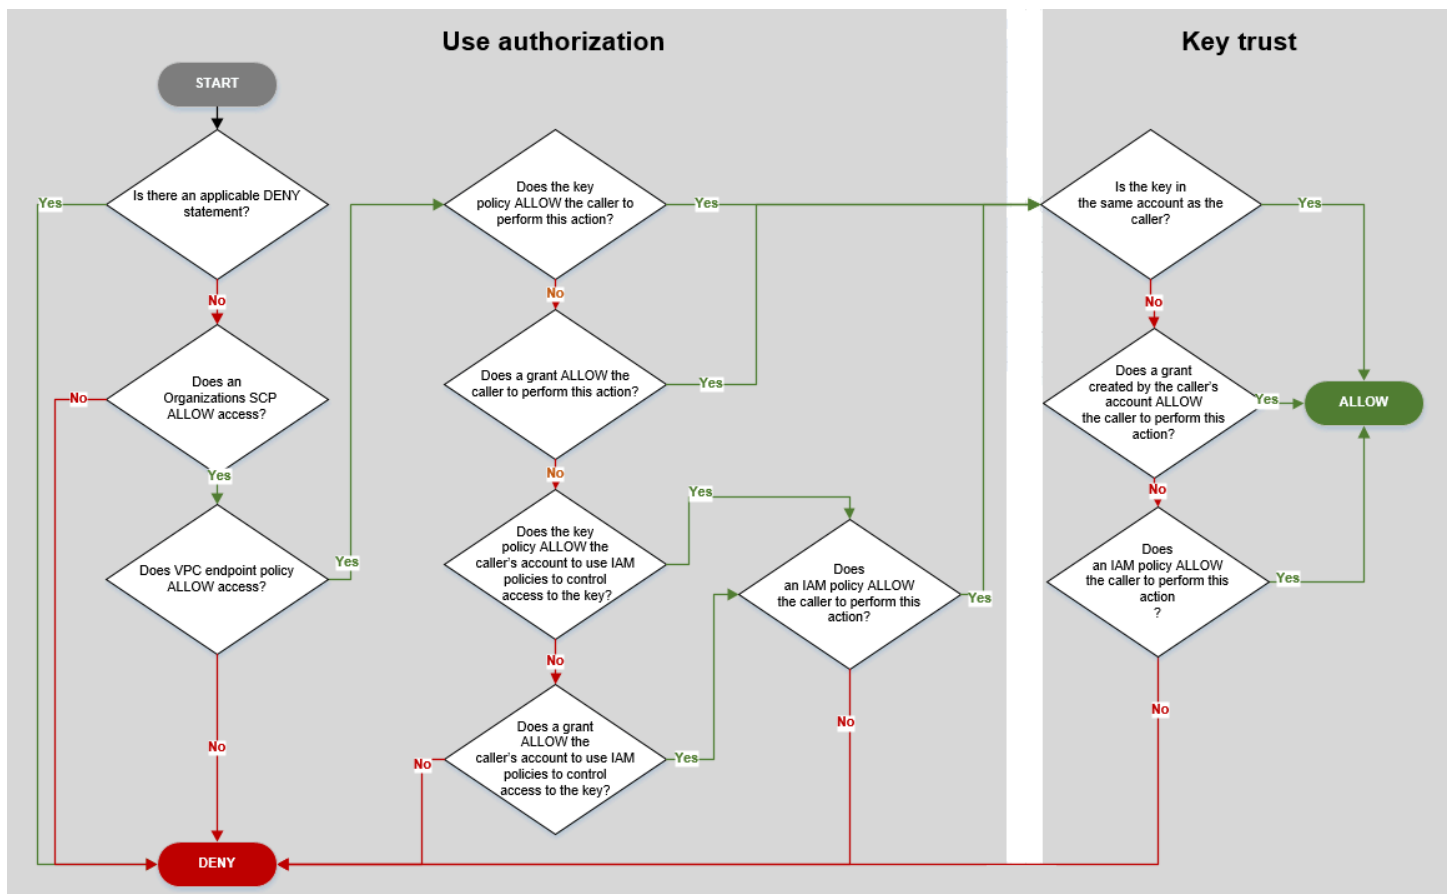 Use authorization
Key trust
START
Is there an applicable DENY
statement?
Yes
No
Does an
Organizations SCP
ALLOW access?
No
Yes
Does VPC endpoint policy
ALLOW access?
Yes
No
DENY
Does the key
policy ALLOW the caller to
perform this action?
Yes
No
Does a grant ALLOW the
caller to perform this action?
Yes
No
Does the key
policy ALLOW the
caller's account to use IAM
policies to control
access to the key?
Yes
No
Does a grant
ALLOW the
caller's account to use IAM
policies to control
access to the key?
No
Yes
Does
an IAM policy ALLOW
the caller to perform this
action?
Yes
No
Is the key in
the same account as the
caller?
Yes
No
Does a grant
created by the caller's
account ALLOW
the caller to perform this
action?
Yes
No
ALLOW
Does
an IAM policy ALLOW
the caller to perform this
action
?
Yes
No